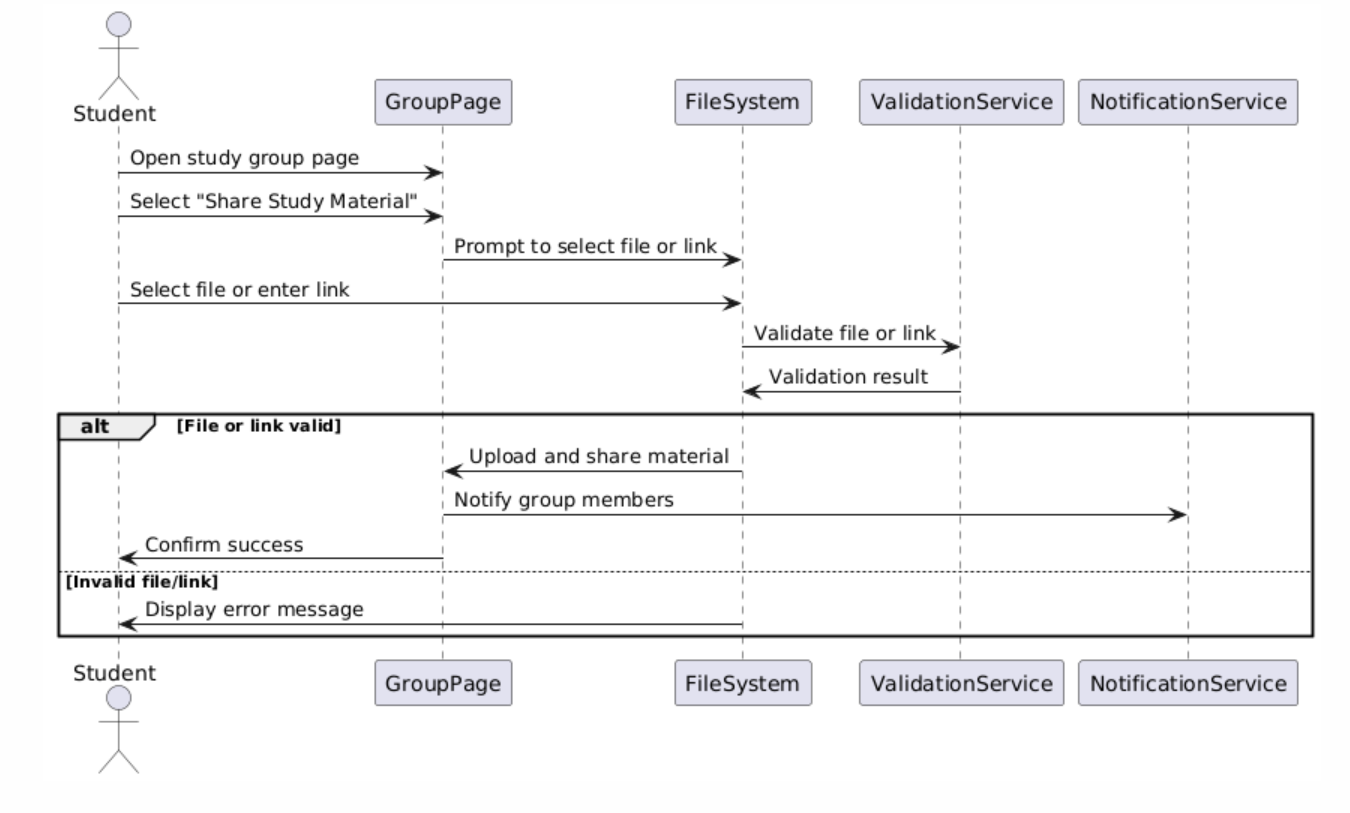 Student
GroupPage
FileSystem
ValidationService
NotificationService
Open study group page
Select "Share Study Material"
Prompt to select file or link
Select file or enter link
Validate file or link
Validation result
alt
[File or link valid]
Upload and share material
Notify group members
Confirm success
[Invalid file/link]
Display error message
Student
GroupPage
FileSystem
ValidationService
NotificationService